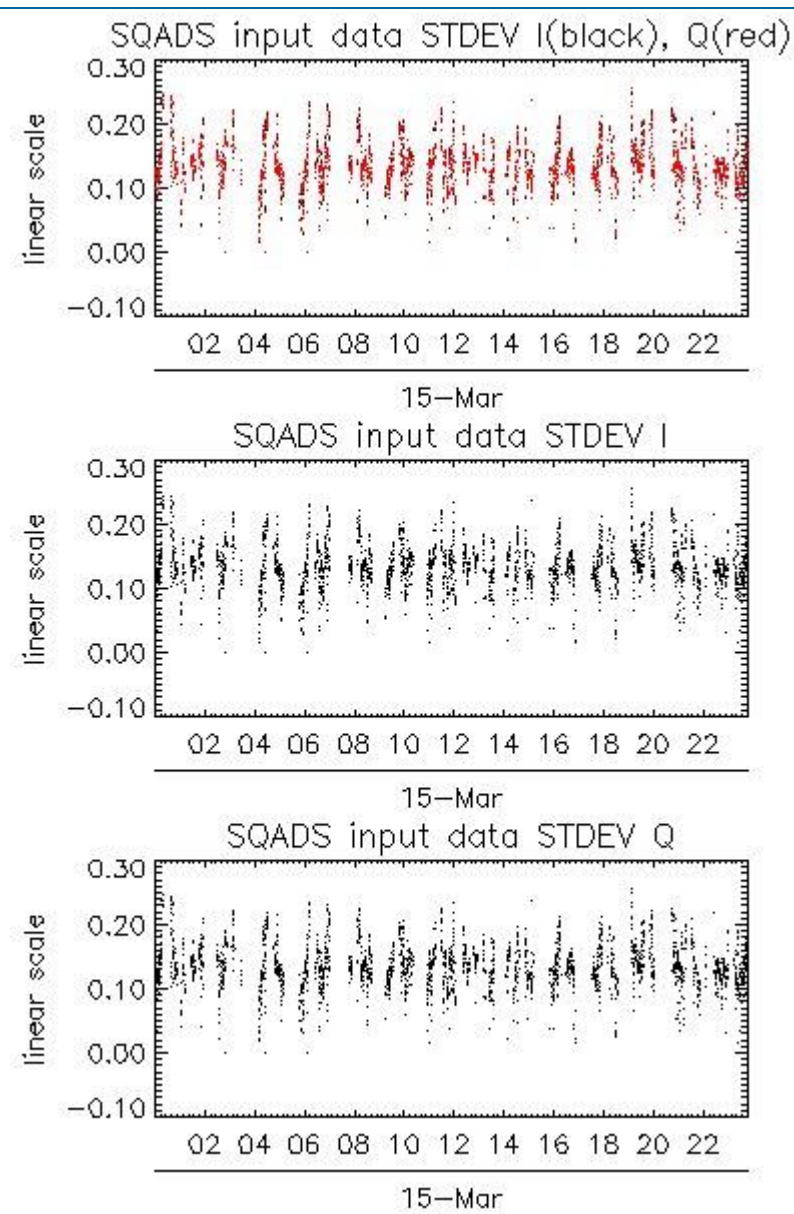 SQADS input data STDEV I(black), Q(red)
0.30
0.20
0.10
0.00
−0.10
linear scale
02 04 06 08 10 12 14 16 18 20 22
15−Mar
SQADS input data STDEV I
0.30
0.20
0.10
0.00
−0.10
linear scale
02 04 06 08 10 12 14 16 18 20 22
15−Mar
SQADS input data STDEV Q
0.30
0.20
0.10
0.00
−0.10
linear scale
02 04 06 08 10 12 14 16 18 20 22
15−Mar